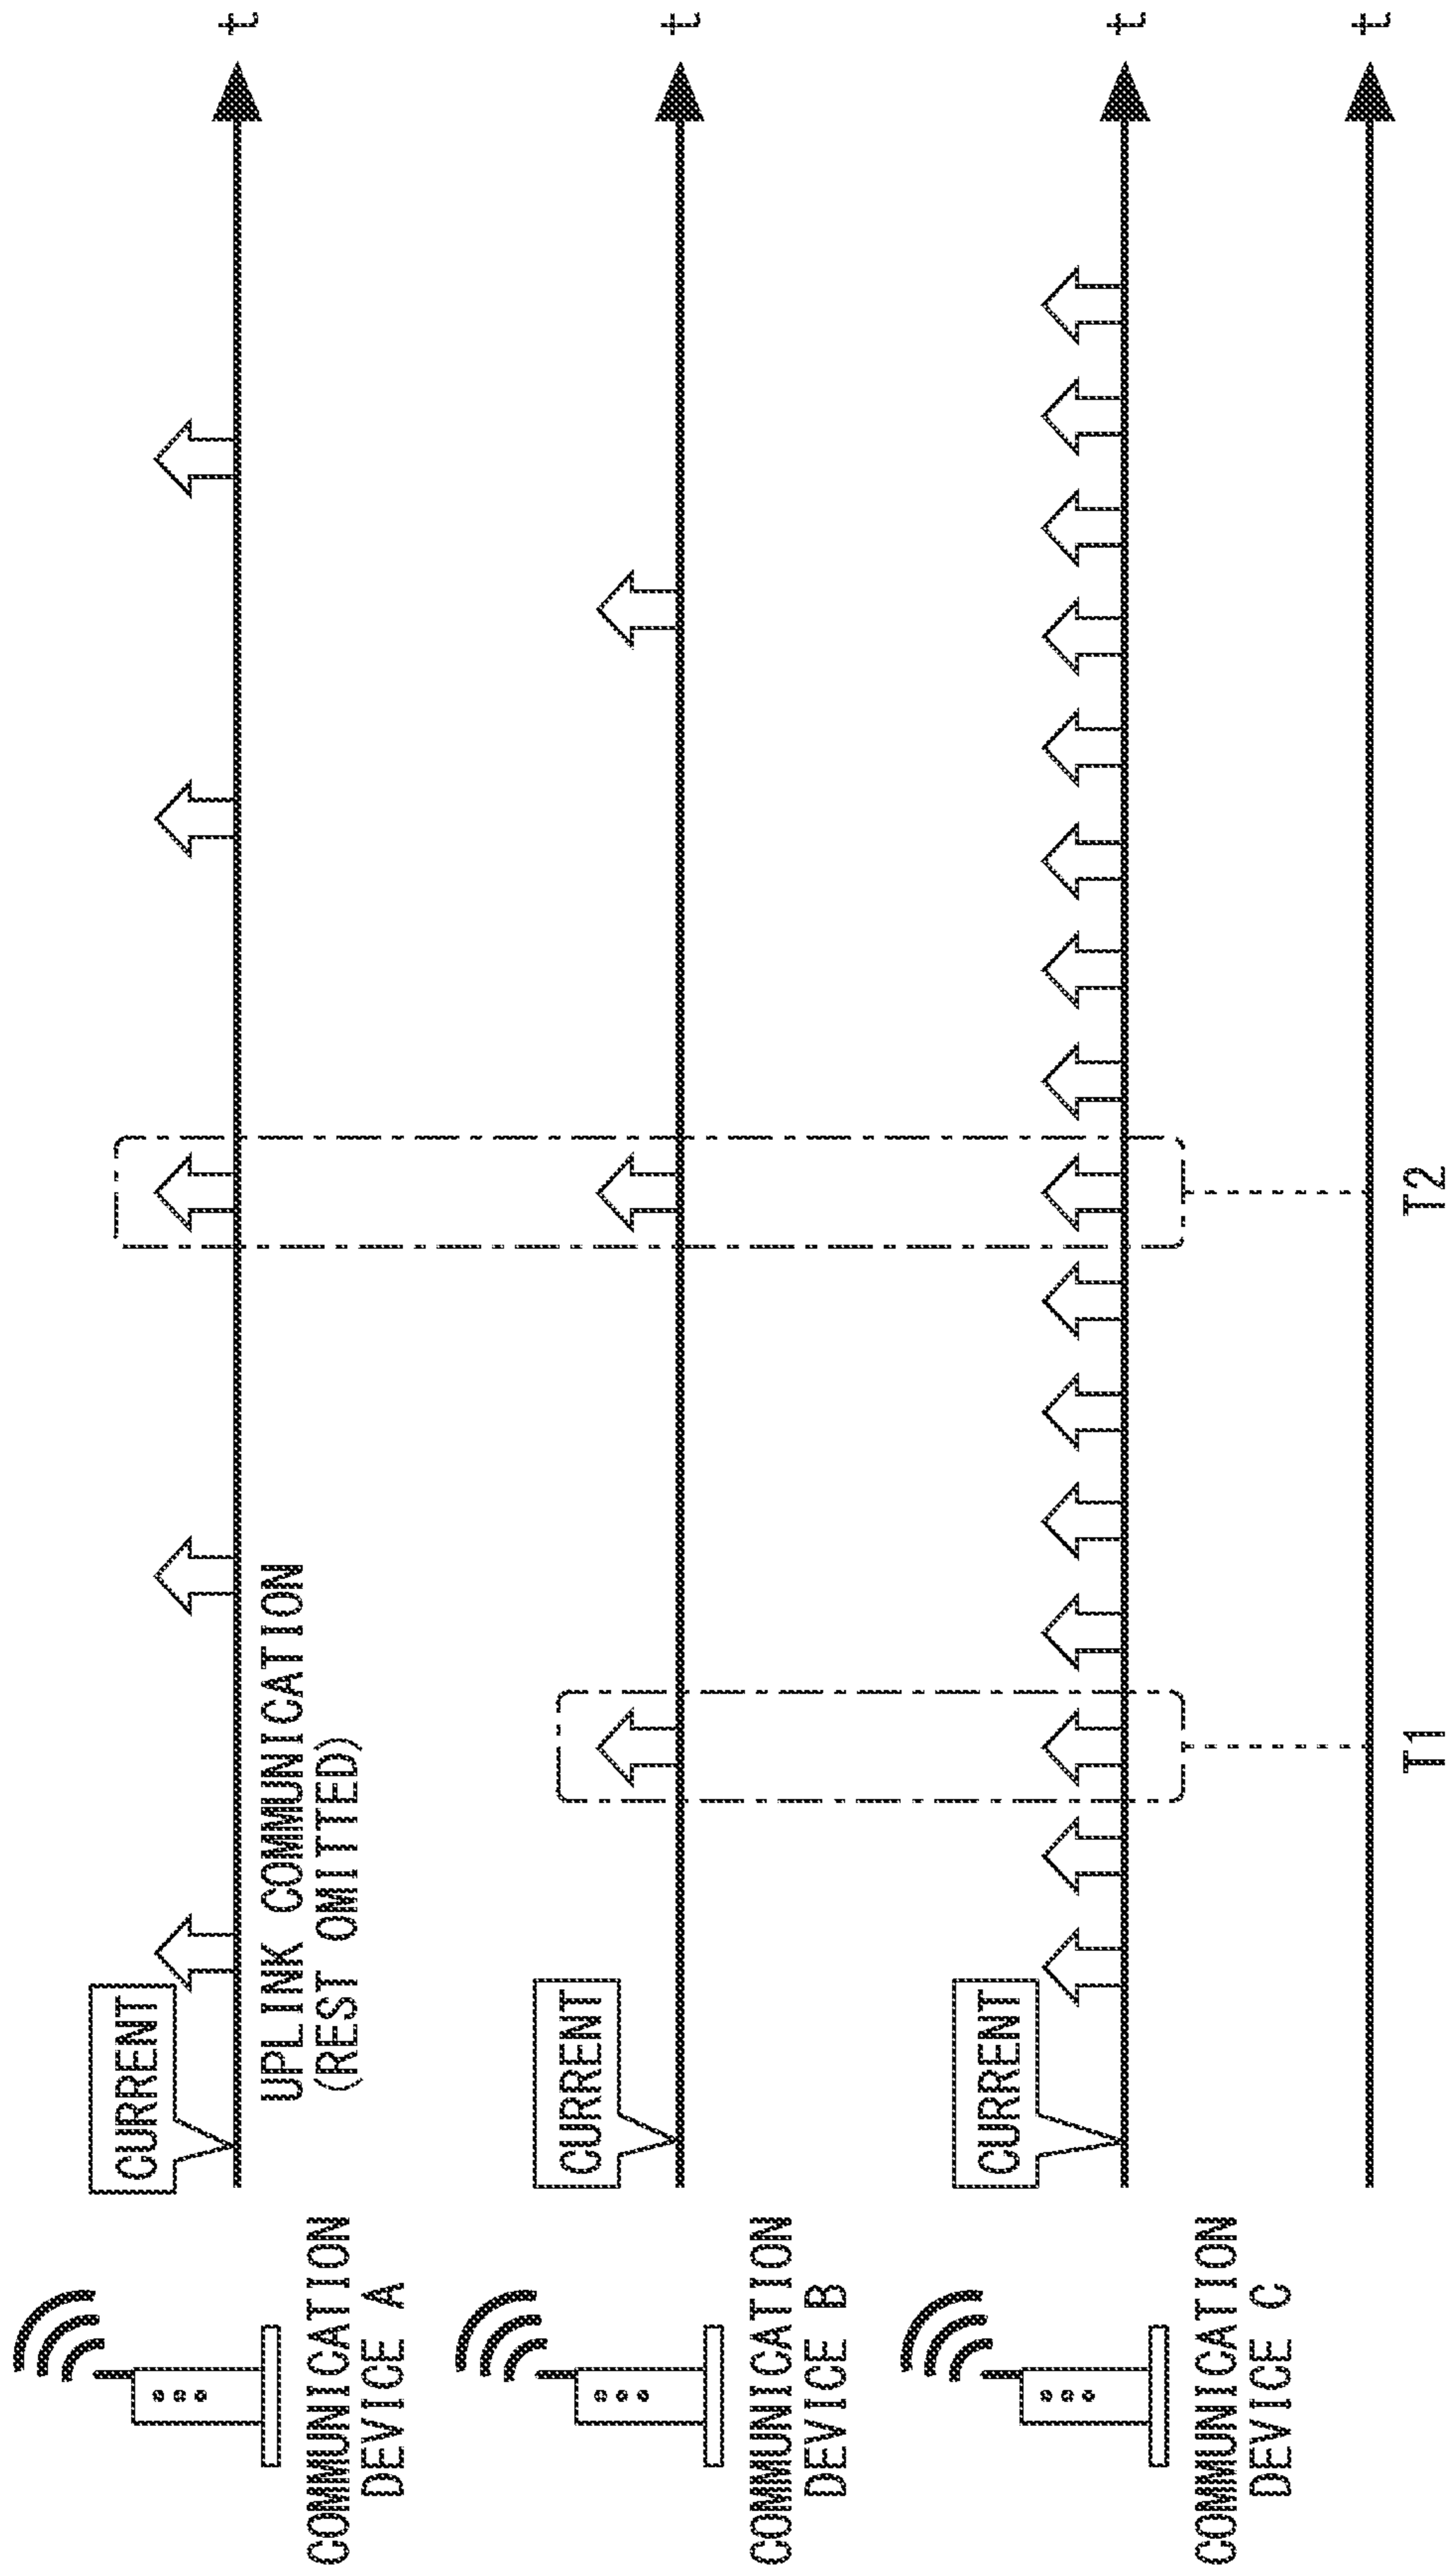 CURRENT
t
UPLINK COMMUNICATION
(REST OMITTED)
COMMUNICATION
DEVICE A
CURRENT
t
COMMUNICATION
DEVICE B
CURRENT
t
COMMUNICATION
DEVICE C
t
T1
T2